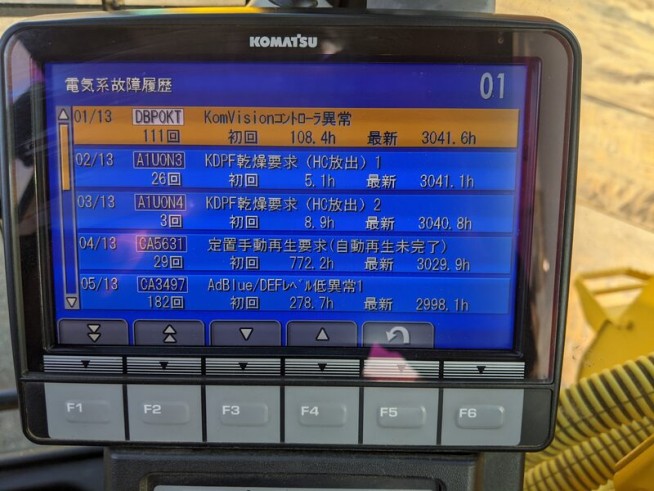 KOMATSU
電気系故障履歴 01
01/13 DBPOKT KomVisionｺﾝﾄﾛｰﾗ異常
111回 初回 108.4h 最新 3041.6h
02/13 A1U0N3 KDPF乾燥要求（HC放出）1
26回 初回 5.1h 最新 3041.1h
03/13 A1U0N4 KDPF乾燥要求（HC放出）2
3回 初回 8.9h 最新 3040.8h
04/13 CA5631 定置手動再生要求(自動再生未完了)
29回 初回 772.2h 最新 3029.9h
05/13 CA3497 AdBlue/DEFﾚﾍﾞﾙ低異常1
182回 初回 278.7h 最新 2998.1h
F1 F2 F3 F4 F5 F6